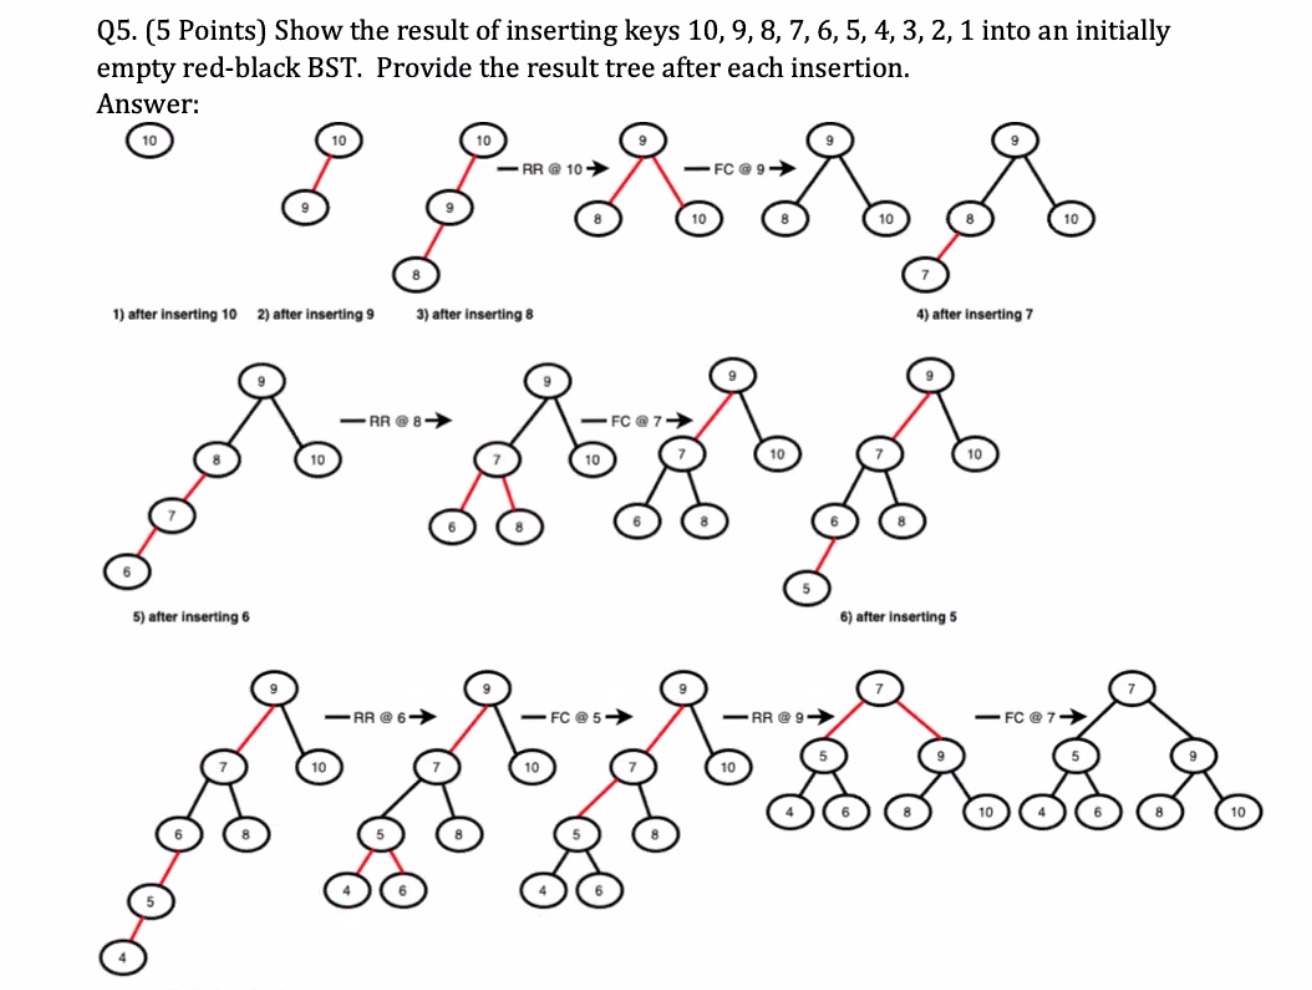 Q5. (5 Points) Show the result of inserting keys 10, 9, 8, 7, 6, 5, 4, 3, 2, 1 into an initially
empty red-black BST. Provide the result tree after each insertion.
Answer:
10 10 10 RR @ 10 9 FC @ 9 9 9
9 9 8 10 8 10 8 10
8 7
1) after inserting 10 2) after inserting 9 3) after inserting 8 4) after inserting 7
9 RR @ 8 9 FC @ 7 9 9
8 10 7 10 7 10 7 10
7 6 8 6 8 6 8
6 5
5) after inserting 6 6) after inserting 5
9 RR @ 6 9 FC @ 5 9 RR @ 9 7 FC @ 7 7
7 10 7 10 7 10 5 9 5 9
6 8 5 8 5 8 4 6 8 10 4 6 8 10
5 4 6 4 6
4